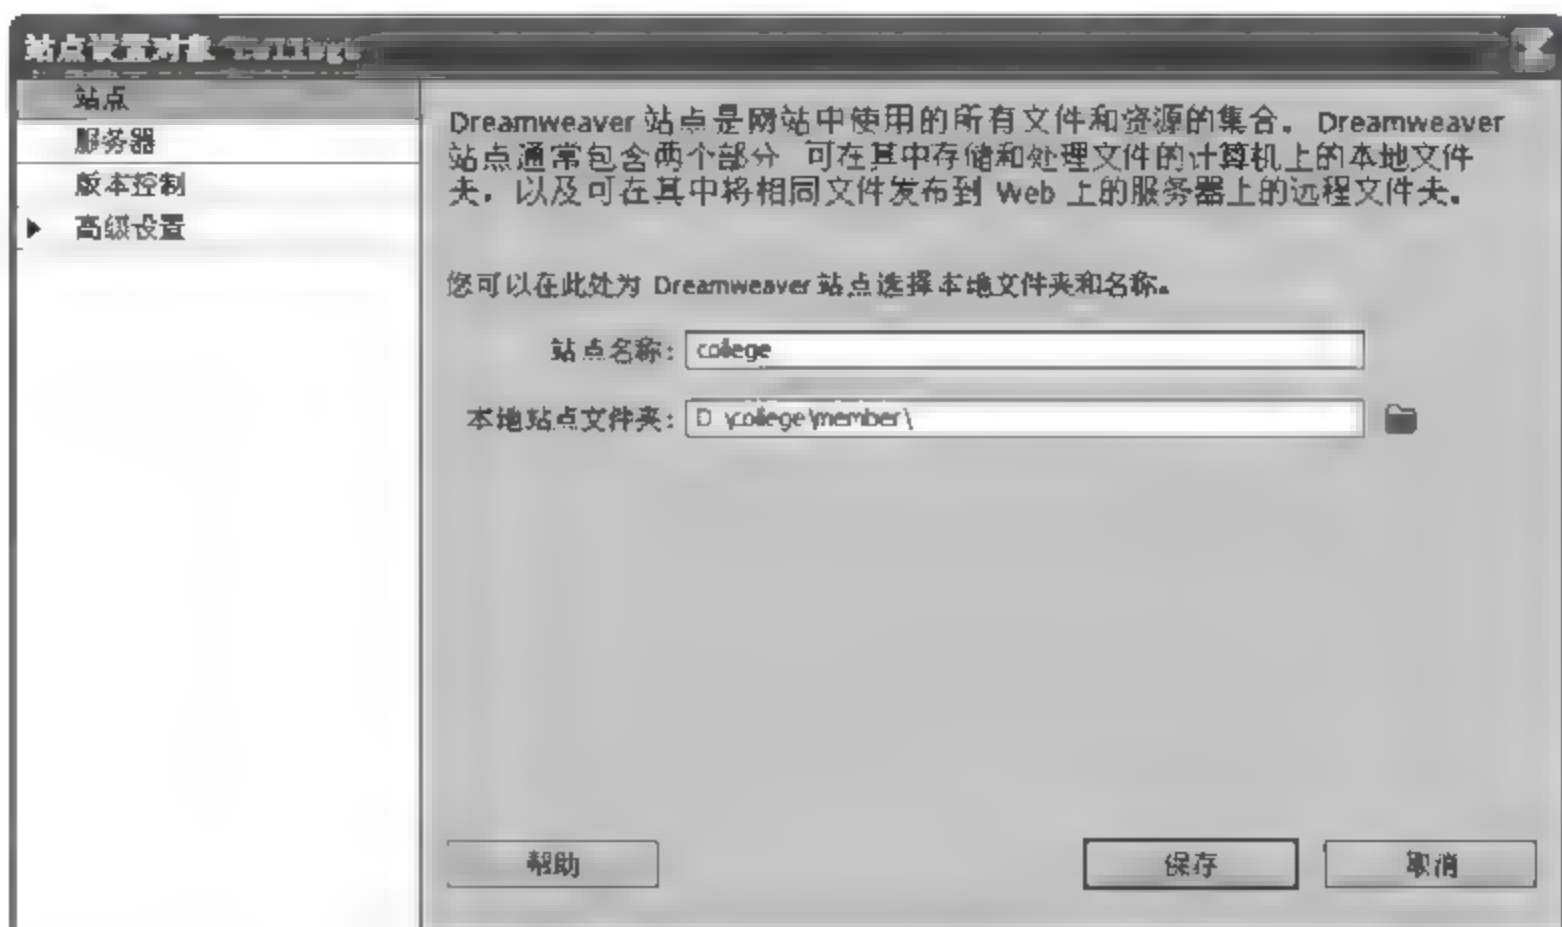 站点设置对象 college
站点
服务器
版本控制
高级设置
Dreamweaver 站点是网站中使用的所有文件和资源的集合。Dreamweaver
站点通常包含两个部分 可在其中存储和处理文件的计算机上的本地文件
夹，以及可在其中将相同文件发布到 Web 上的服务器上的远程文件夹。
您可以在此处为 Dreamweaver 站点选择本地文件夹和名称。
站点名称: college
本地站点文件夹: D \college\member\
帮助
保存
取消